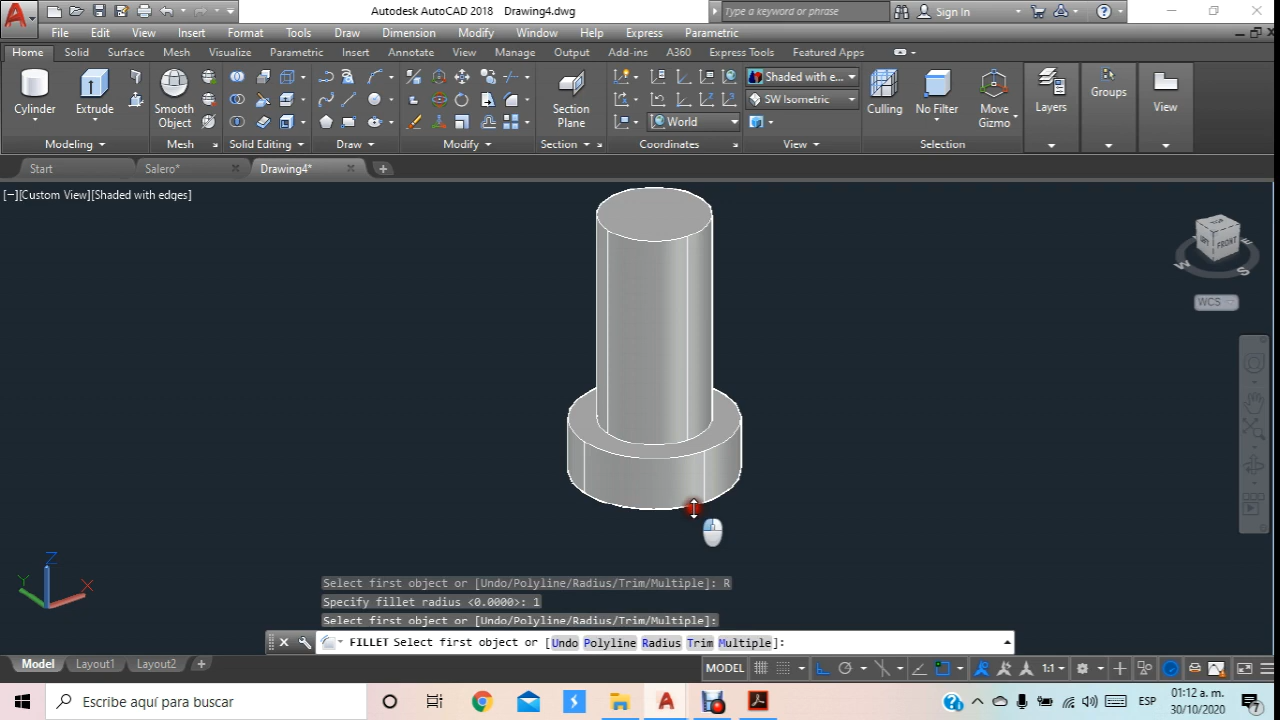 Autodesk AutoCAD 2018 Drawing4.dwg
Type a keyword or phrase
Sign In
File Edit View Insert Format Tools Draw Dimension Modify Window Help Express Parametric
Home Solid Surface Mesh Visualize Parametric Insert Annotate View Manage Output Add-ins A360 Express Tools Featured Apps
Shaded with e...
SW Isometric
World
Cylinder Extrude Smooth Object Section Plane Culling No Filter Move Gizmo Layers Groups View
Modeling Mesh Solid Editing Draw Modify Section Coordinates View Selection
Start Salero* Drawing4*
[−][Custom View][Shaded with edges]
TOP
FRONT
W
S
E
WCS
Z
Y
X
Select first object or [Undo/Polyline/Radius/Trim/Multiple]: R
Specify fillet radius <0.0000>: 1
Select first object or [Undo/Polyline/Radius/Trim/Multiple]:
FILLET Select first object or [Undo Polyline Radius Trim Multiple]:
Model Layout1 Layout2 +
MODEL
1:1
Escribe aquí para buscar
ESP
01:12 a. m.
30/10/2020
7